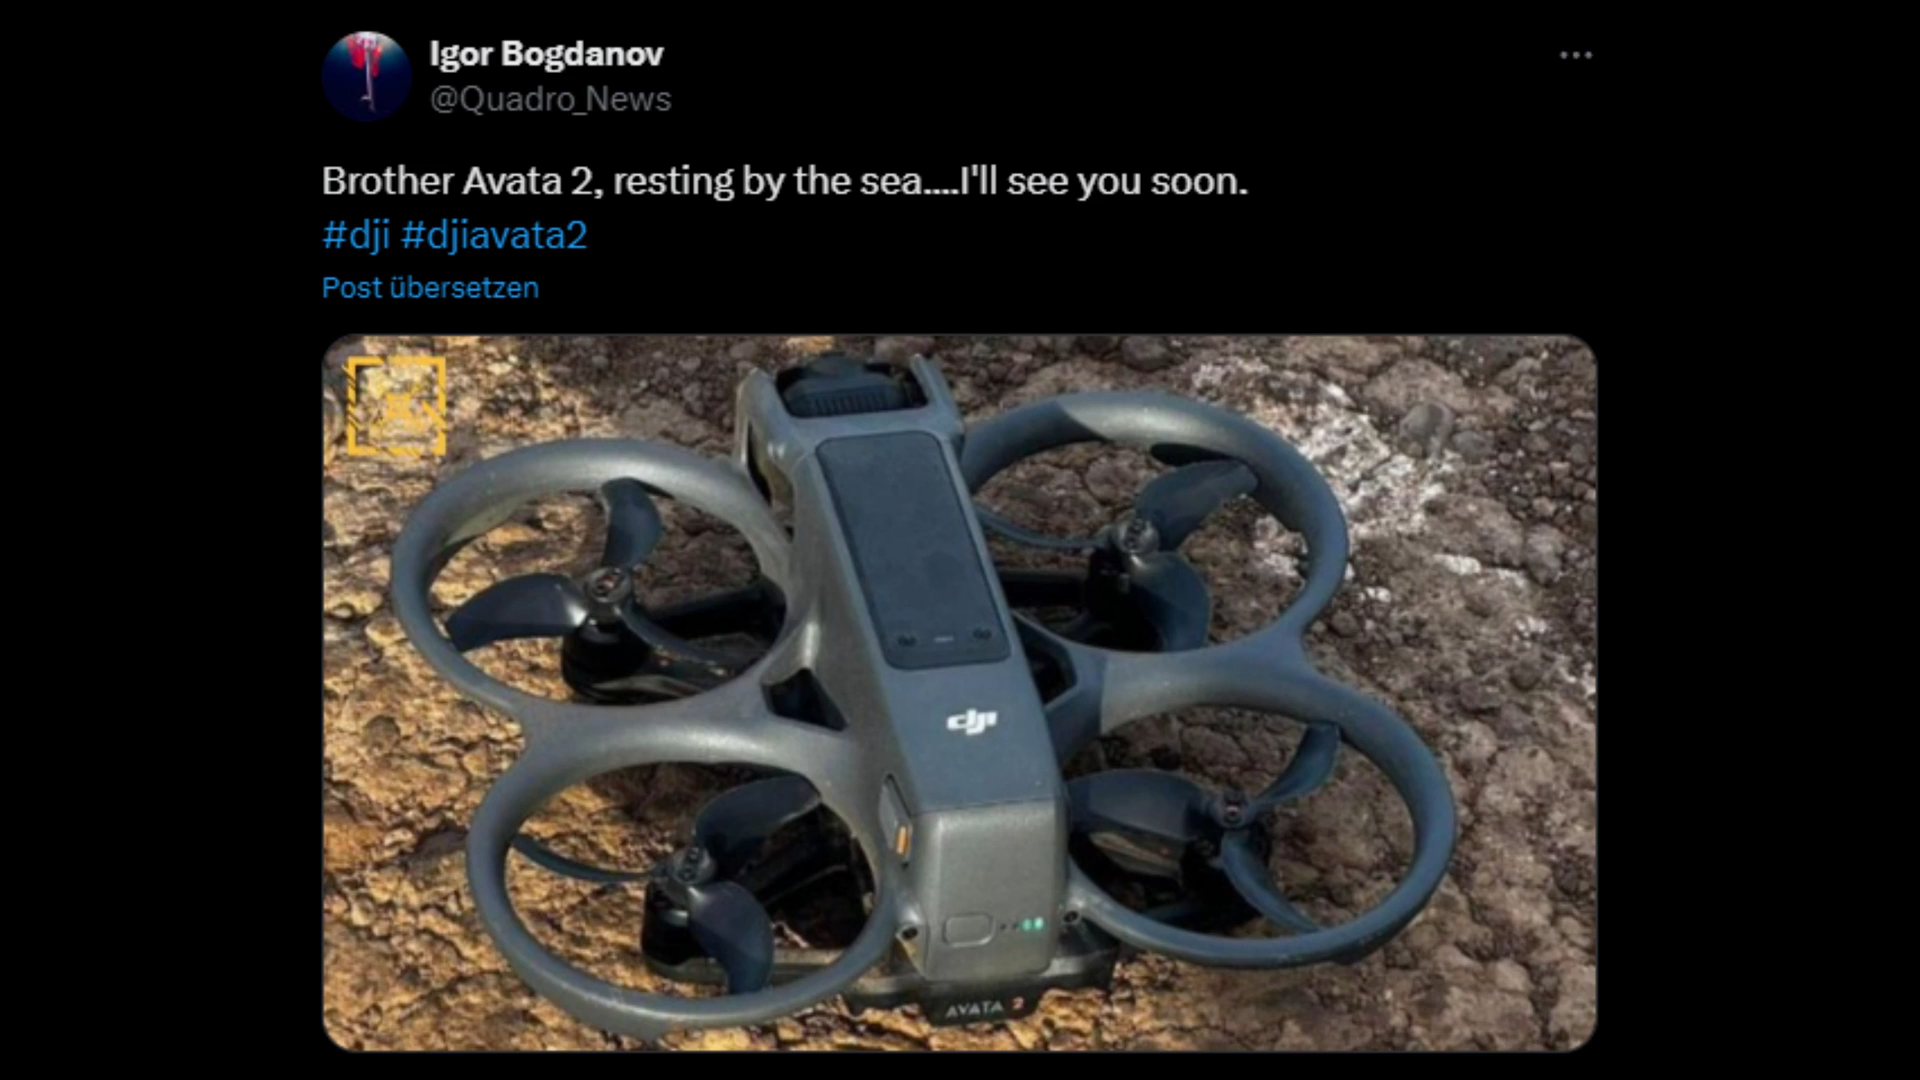 Igor Bogdanov
@Quadro_News
Brother Avata 2, resting by the sea....I'll see you soon.
#dji #djiavata2
Post übersetzen
dji
AVATA 2